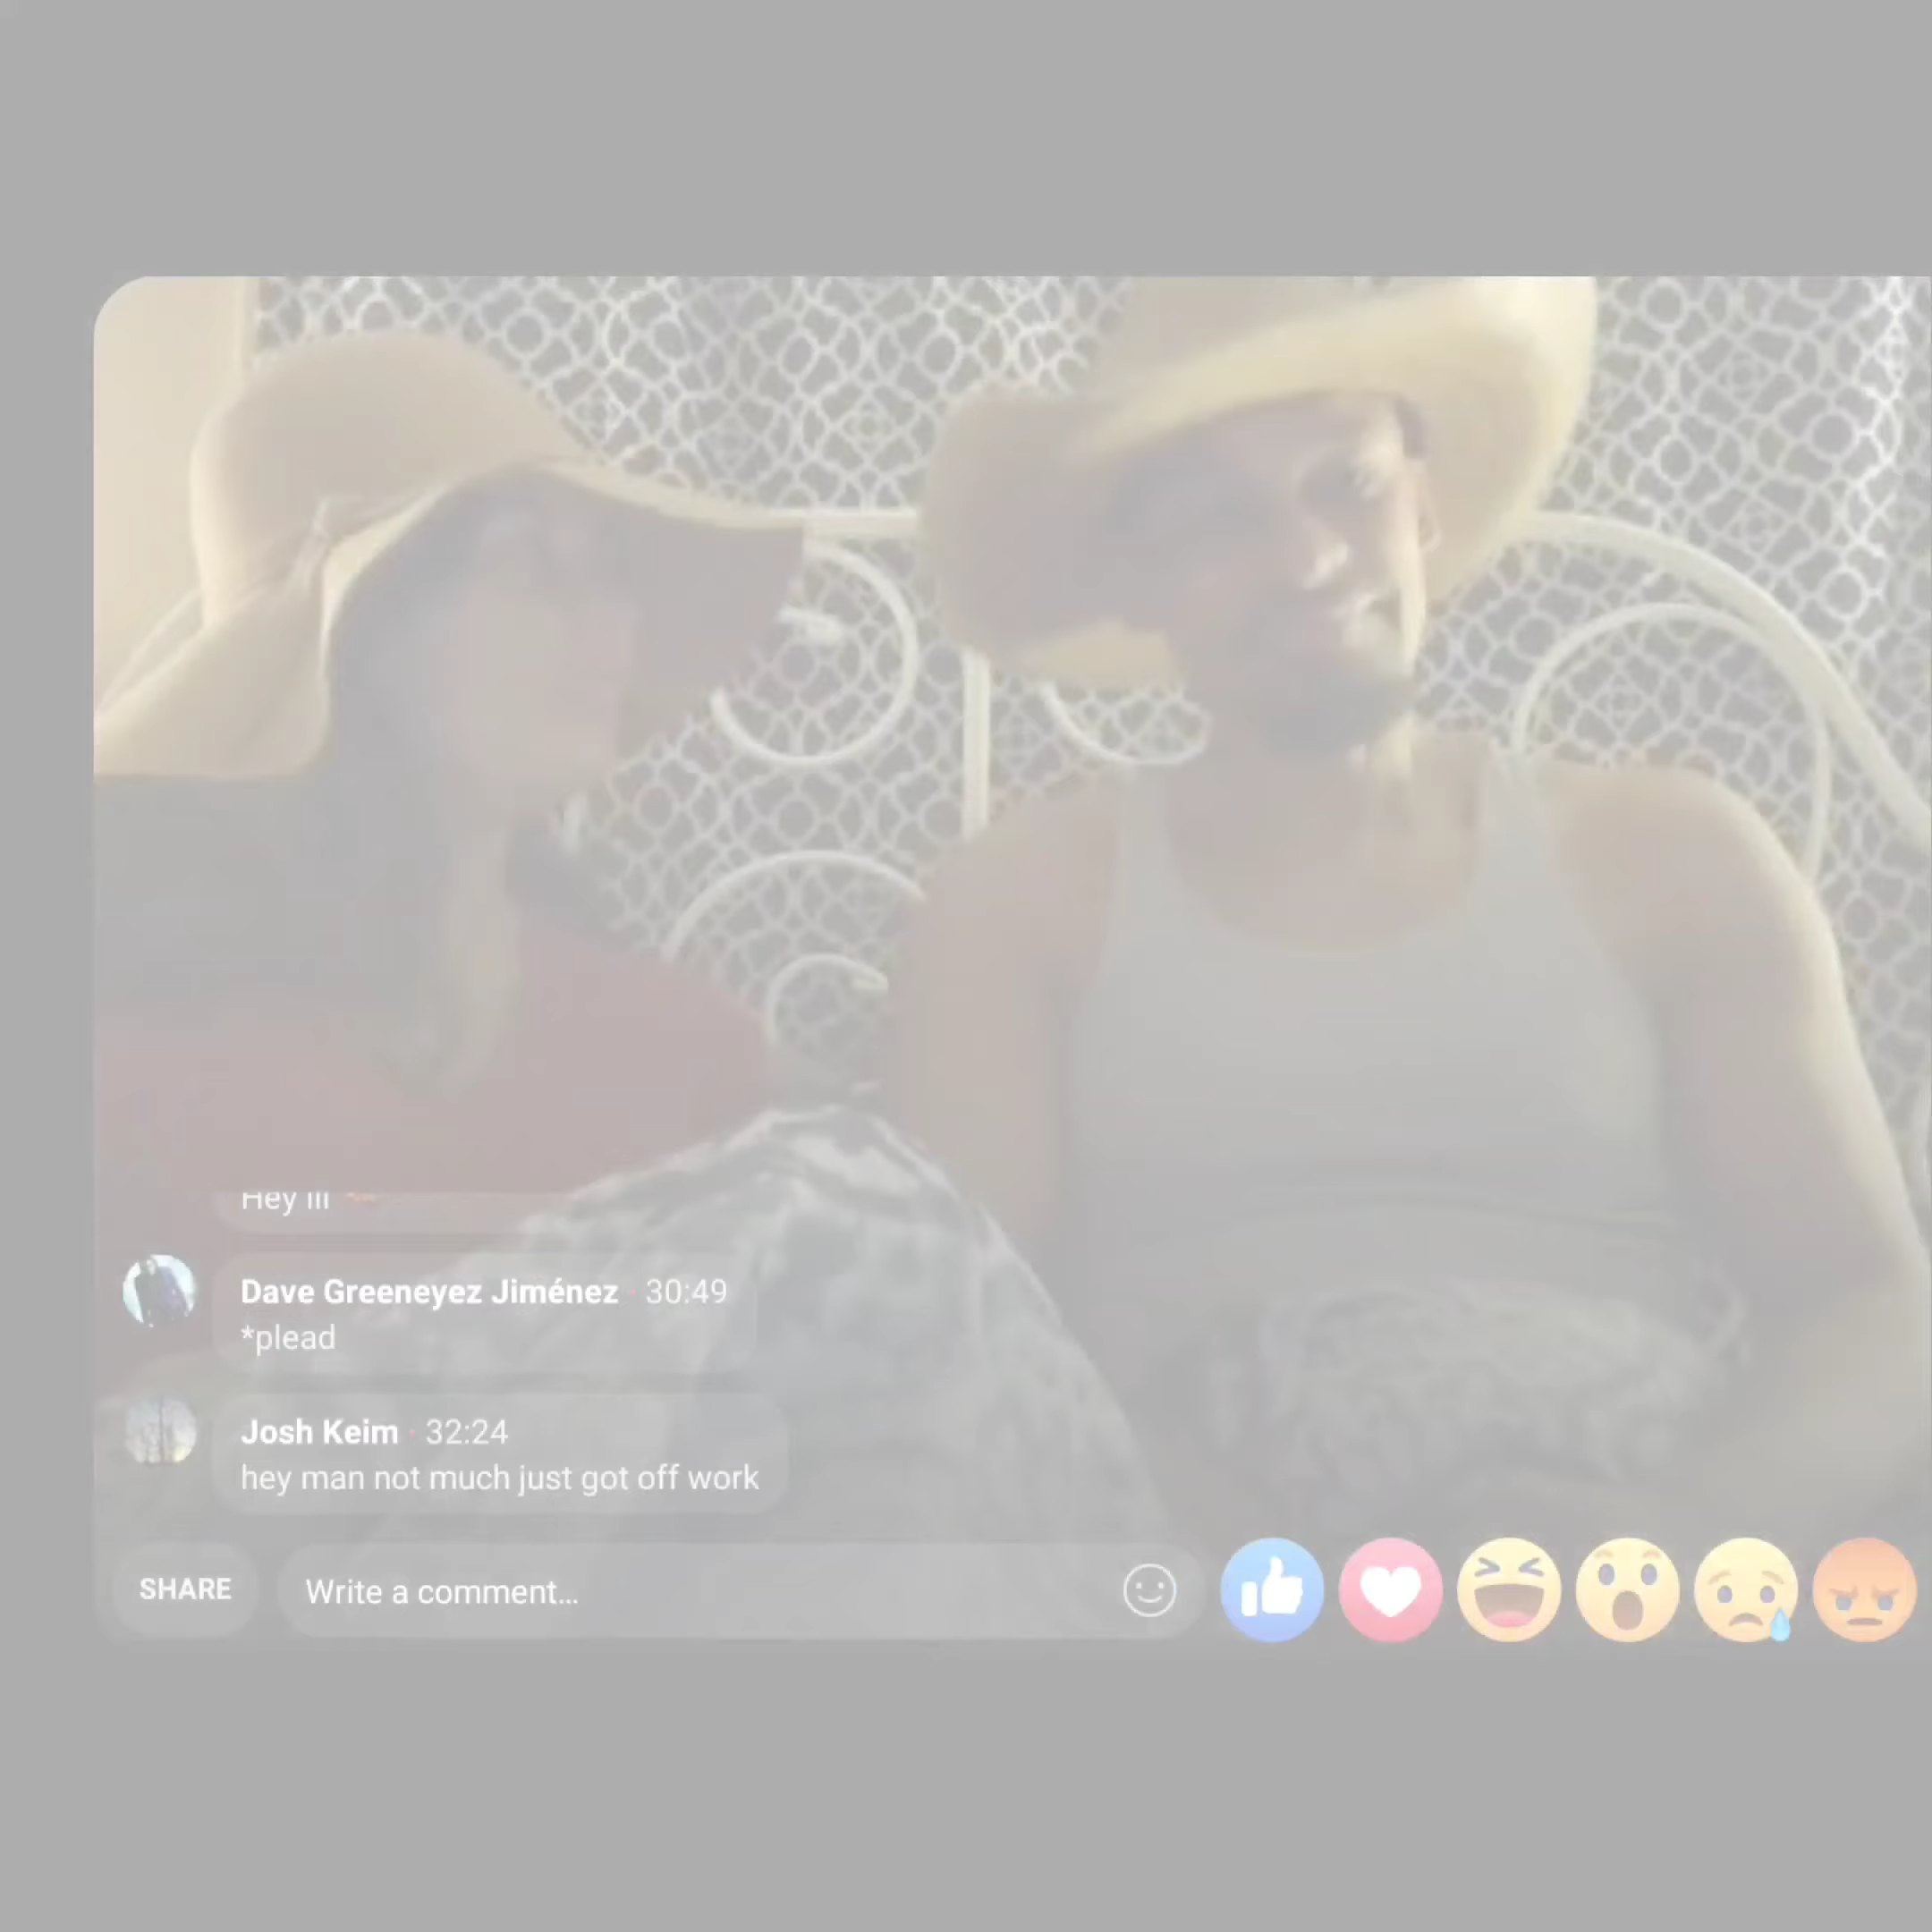 Hey
Dave Greeneyez Jiménez · 30:49
*plead
Josh Keim · 32:24
hey man not much just got off work
SHARE
Write a comment...